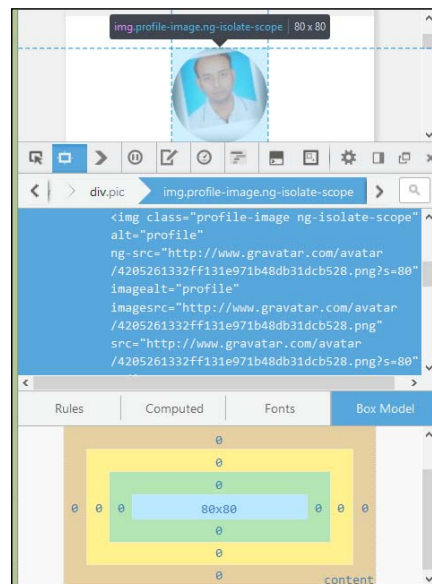 img.profile-image.ng-isolate-scope | 80 x 80
div.pic img.profile-image.ng-isolate-scope
<img class="profile-image ng-isolate-scope"
alt="profile"
ng-src="http://www.gravatar.com/avatar
/4205261332ff131e971b48db31dcb528.png?s=80"
imagealt="profile"
imagesrc="http://www.gravatar.com/avatar
/4205261332ff131e971b48db31dcb528.png"
src="http://www.gravatar.com/avatar
/4205261332ff131e971b48db31dcb528.png?s=80"
Rules Computed Fonts Box Model
0
0
0
0 0 0 80x80 0 0 0
0
0
0
content